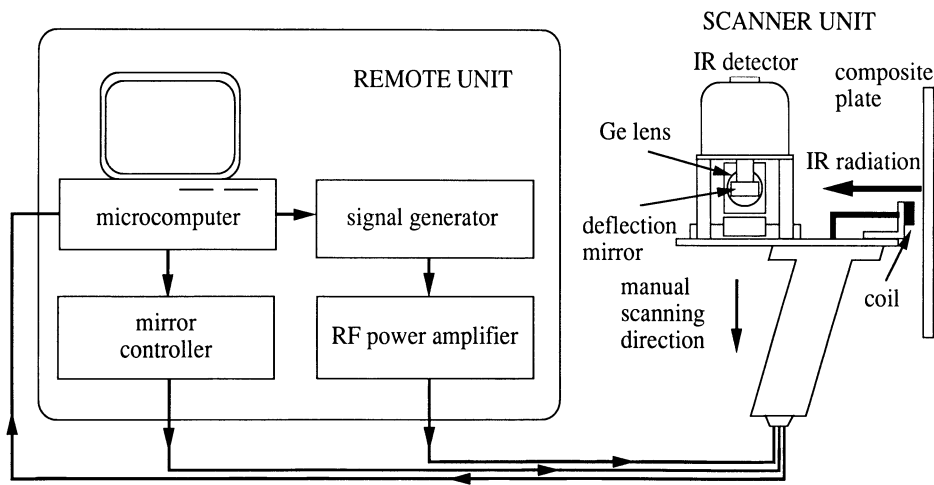 SCANNER UNIT
IR detector
composite
plate
REMOTE UNIT
Ge lens
IR radiation
microcomputer
signal generator
deflection
mirror
coil
manual
scanning
direction
mirror
controller
RF power amplifier